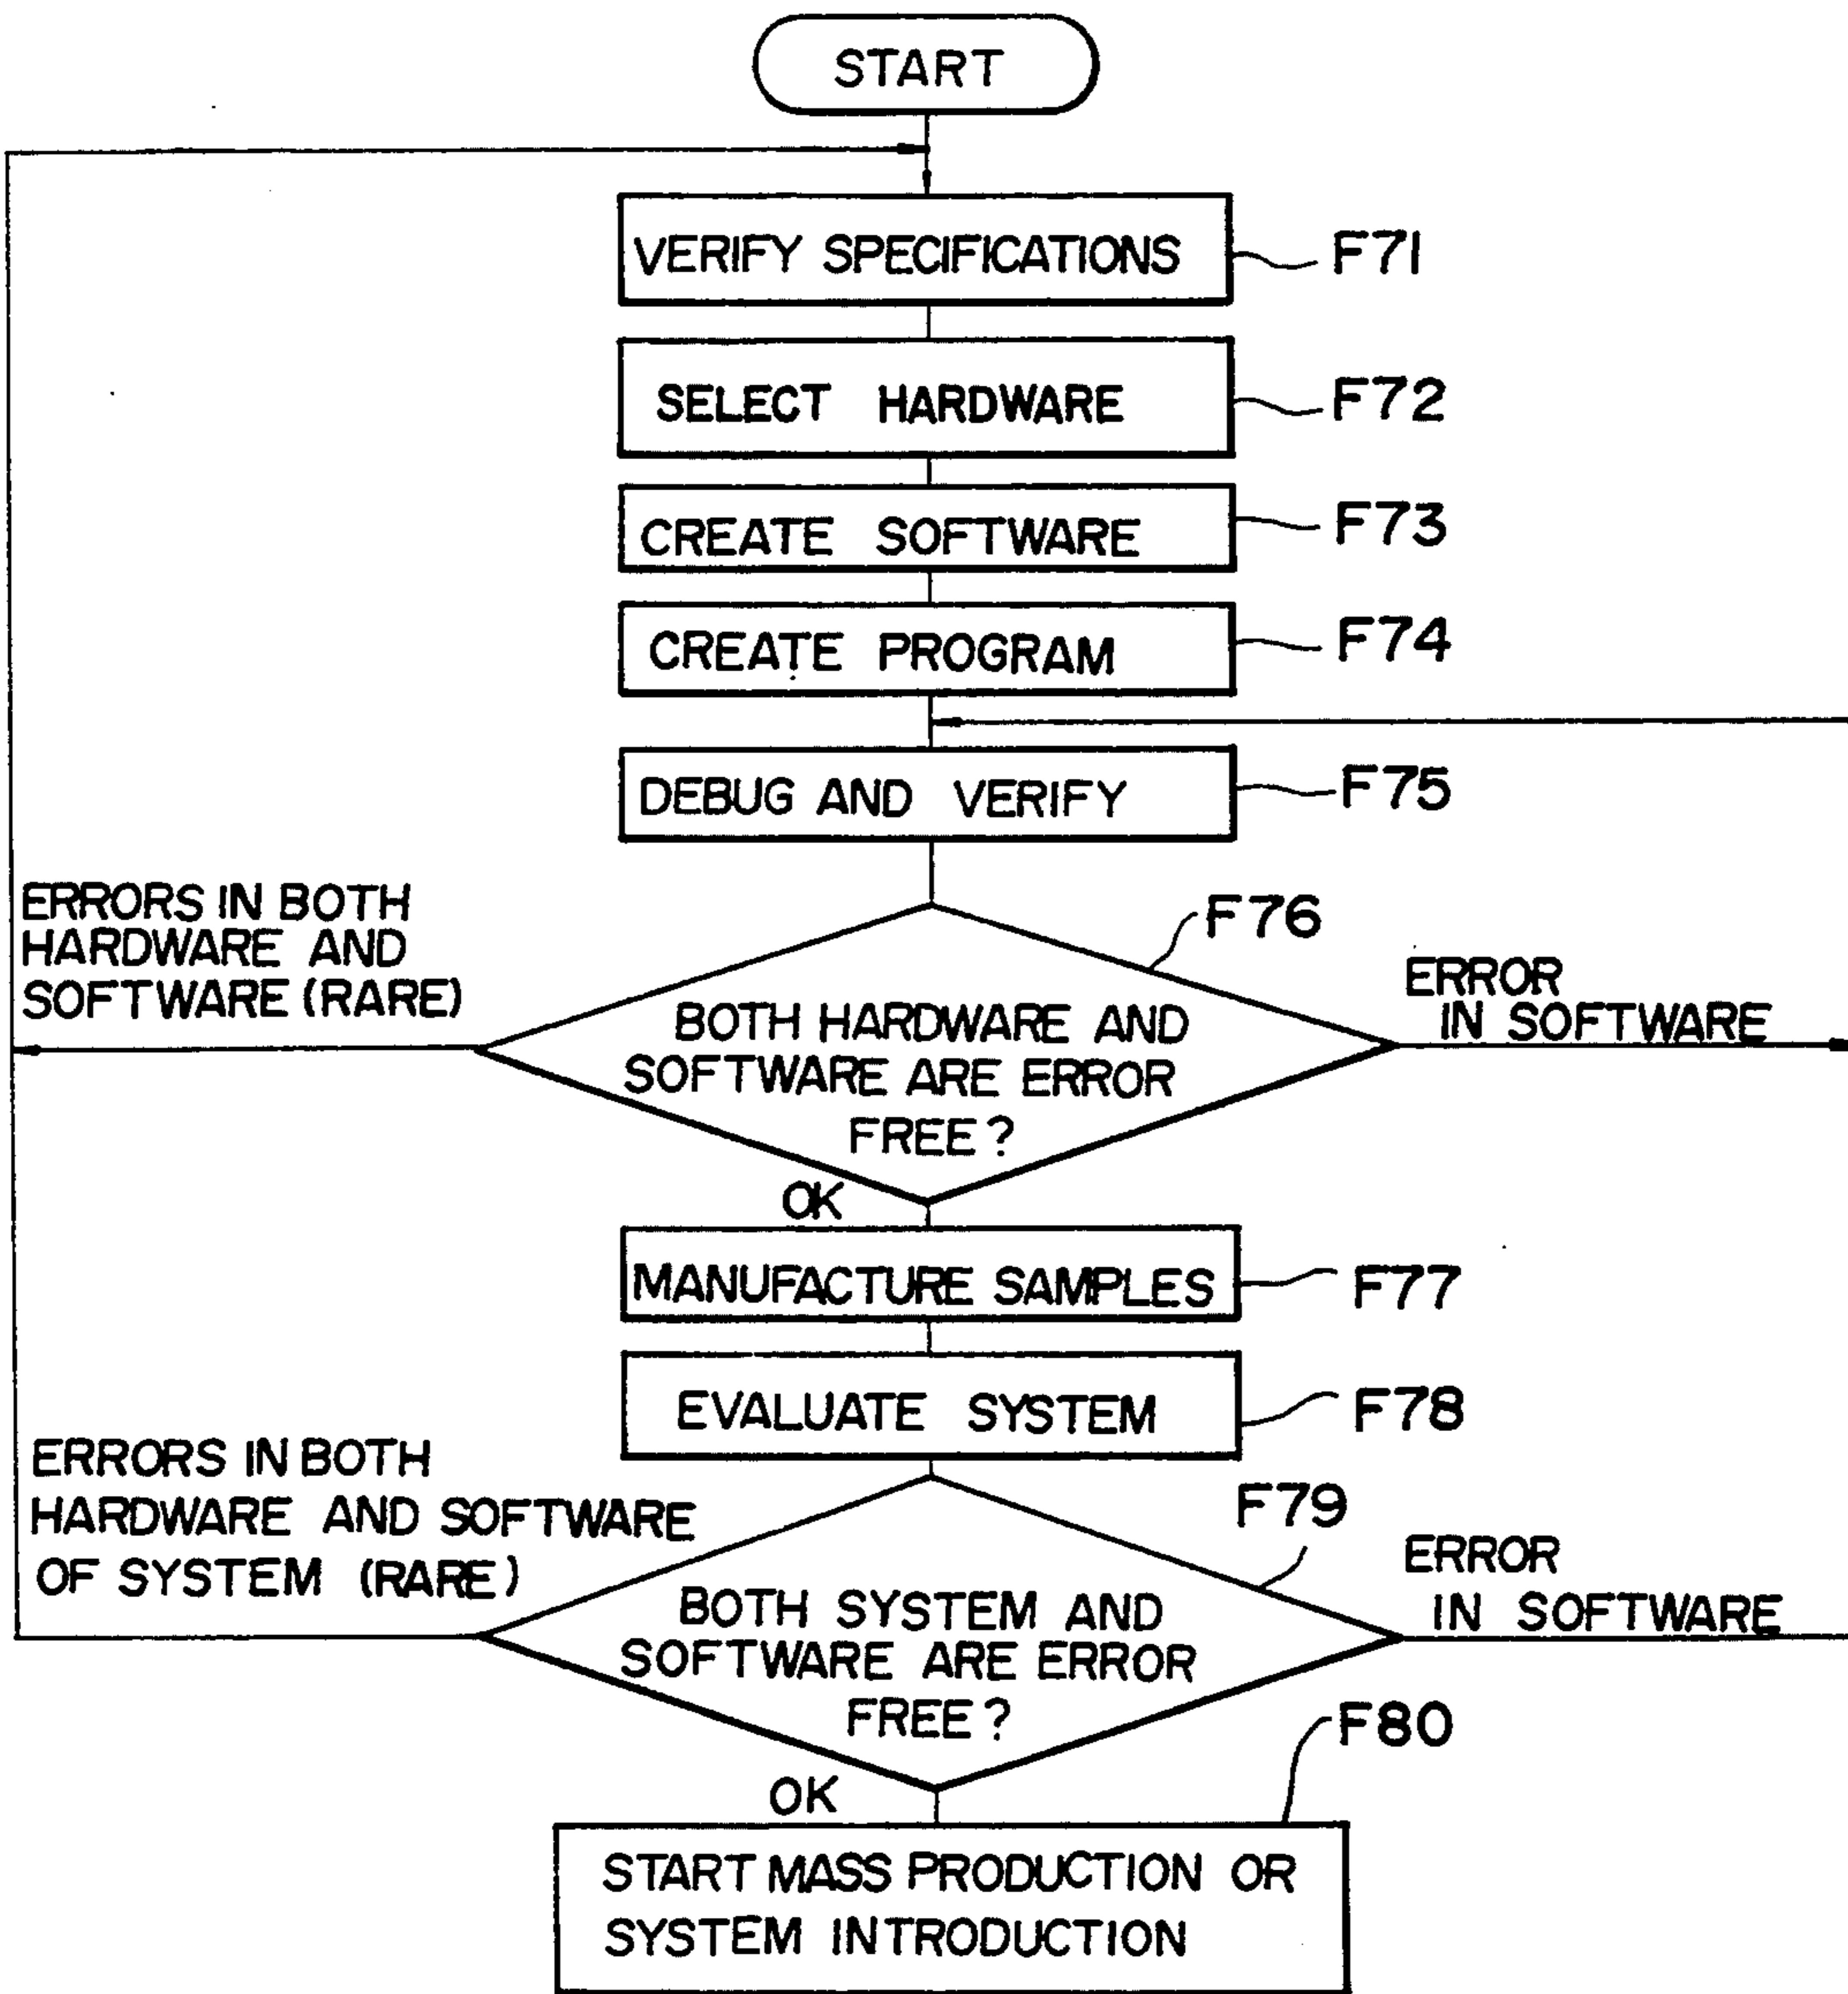 START
VERIFY SPECIFICATIONS
F71
SELECT HARDWARE
F72
CREATE SOFTWARE
F73
CREATE PROGRAM
F74
DEBUG AND VERIFY
F75
ERRORS IN BOTH
HARDWARE AND
SOFTWARE (RARE)
F76
BOTH HARDWARE AND
SOFTWARE ARE ERROR
FREE?
ERROR
IN SOFTWARE
OK
MANUFACTURE SAMPLES
F77
EVALUATE SYSTEM
F78
ERRORS IN BOTH
HARDWARE AND SOFTWARE
OF SYSTEM (RARE)
F79
BOTH SYSTEM AND
SOFTWARE ARE ERROR
FREE?
ERROR
IN SOFTWARE
OK
F80
START MASS PRODUCTION OR
SYSTEM INTRODUCTION